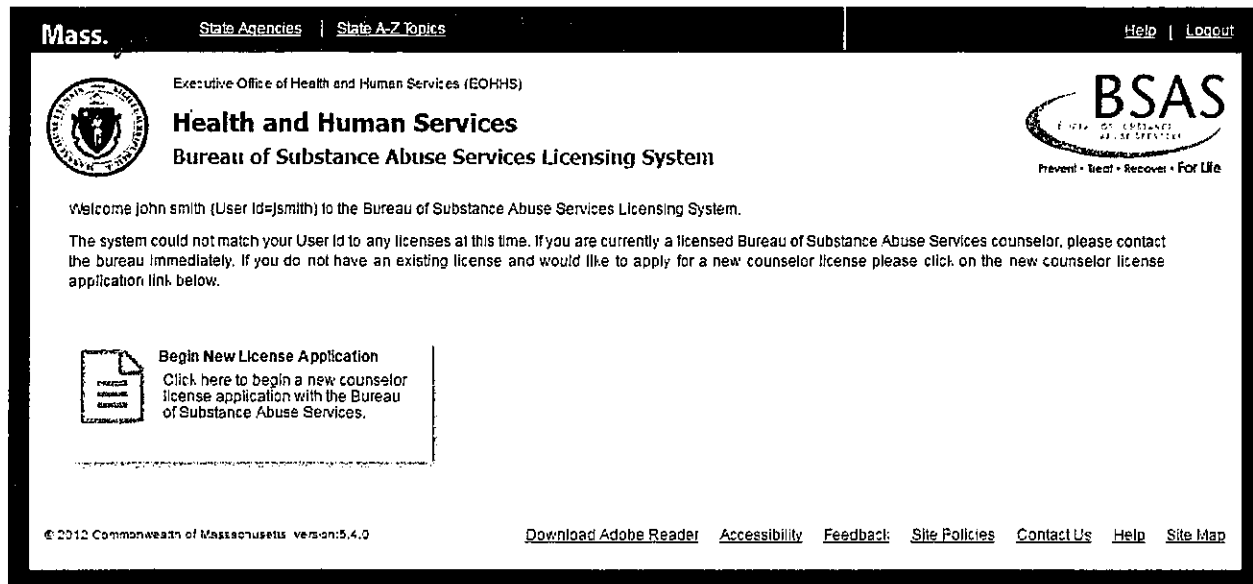 Mass. State Agencies | State A-Z Topics Help | Logout
Executive Office of Health and Human Services (EOHHS)
Health and Human Services
Bureau of Substance Abuse Services Licensing System
BSAS
Prevent • Treat • Recover • For Life
Welcome john smith (User Id=jsmith) to the Bureau of Substance Abuse Services Licensing System.
The system could not match your User Id to any licenses at this time. If you are currently a licensed Bureau of Substance Abuse Services counselor, please contact
the bureau immediately. If you do not have an existing license and would like to apply for a new counselor license please click on the new counselor license
application link below.
Begin New License Application
Click here to begin a new counselor
license application with the Bureau
of Substance Abuse Services.
© 2012 Commonwealth of Massachusetts version:5.4.0 Download Adobe Reader Accessibility Feedback Site Policies Contact Us Help Site Map